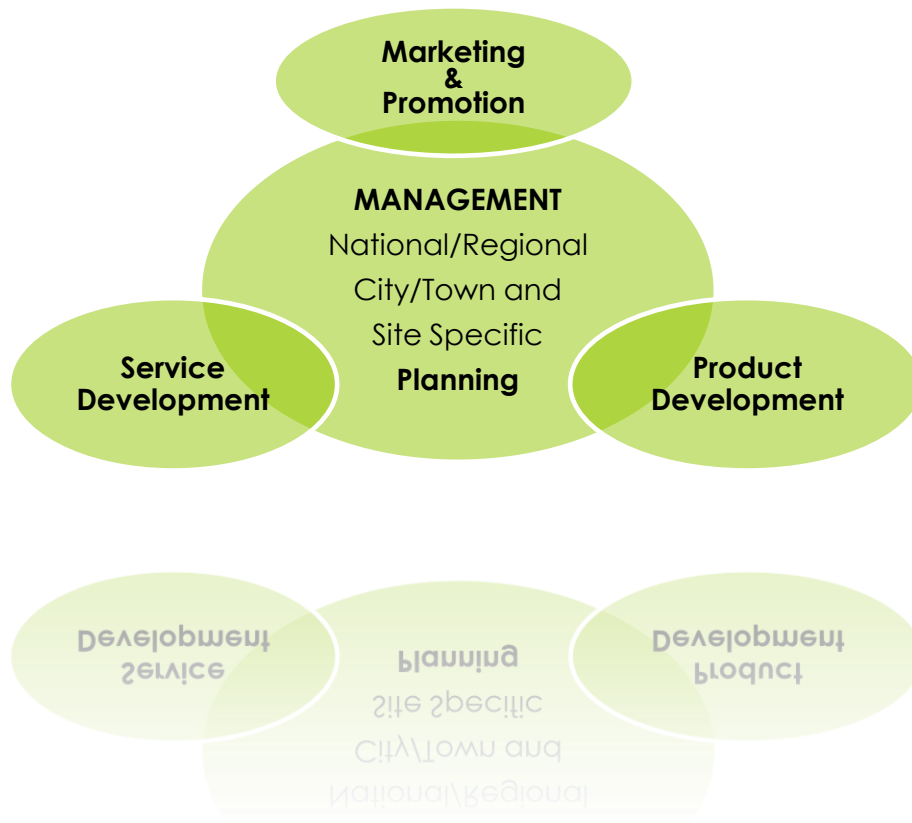 Marketing
&
Promotion
MANAGEMENT
National/Regional
City/Town and
Site Specific
Planning
Service
Development
Product
Development